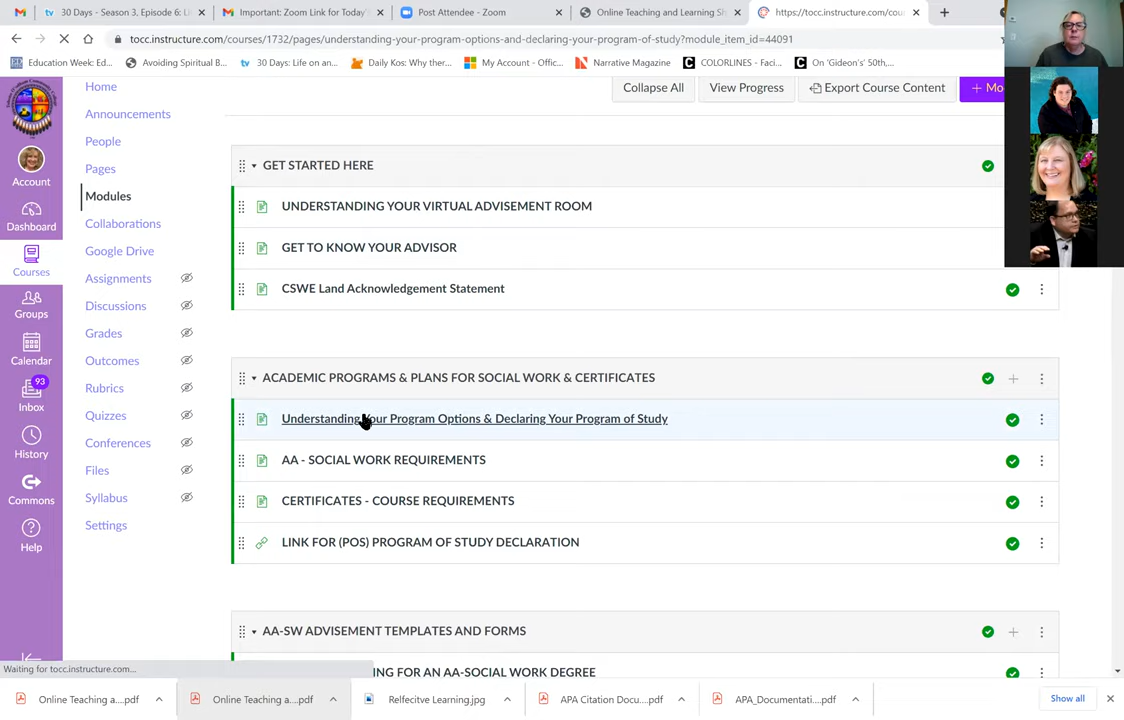 30 Days - Season 3, Episode 6: Li
Important: Zoom Link for Today'
Post Attendee - Zoom
Online Teaching and Learning Sh
https://tocc.instructure.com/cou
tocc.instructure.com/courses/1732/pages/understanding-your-program-options-and-declaring-your-program-of-study?module_item_id=44091
Education Week: Ed...
Avoiding Spiritual B...
30 Days: Life on an...
Daily Kos: Why ther...
My Account - Offic...
Narrative Magazine
COLORLINES - Faci...
On 'Gideon's' 50th,...
Account
Dashboard
Courses
Groups
Calendar
93
Inbox
History
Commons
Help
Home
Announcements
People
Pages
Modules
Collaborations
Google Drive
Assignments
Discussions
Grades
Outcomes
Rubrics
Quizzes
Conferences
Files
Syllabus
Settings
Collapse All
View Progress
Export Course Content
+ Mo
GET STARTED HERE
UNDERSTANDING YOUR VIRTUAL ADVISEMENT ROOM
GET TO KNOW YOUR ADVISOR
CSWE Land Acknowledgement Statement
ACADEMIC PROGRAMS & PLANS FOR SOCIAL WORK & CERTIFICATES
Understanding Your Program Options & Declaring Your Program of Study
AA - SOCIAL WORK REQUIREMENTS
CERTIFICATES - COURSE REQUIREMENTS
LINK FOR (POS) PROGRAM OF STUDY DECLARATION
AA-SW ADVISEMENT TEMPLATES AND FORMS
ING FOR AN AA-SOCIAL WORK DEGREE
Waiting for tocc.instructure.com...
Online Teaching a....pdf
Online Teaching a....pdf
Relfecitve Learning.jpg
APA Citation Docu....pdf
APA_Documentati....pdf
Show all